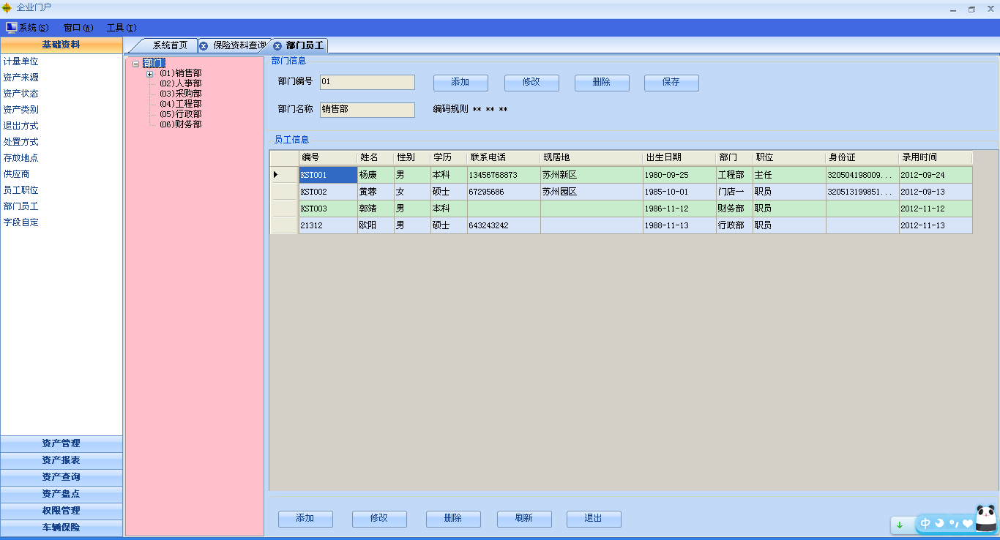 企业门户
系统(S) 窗口(W) 工具(T)
基础资料
计量单位
资产来源
资产状态
资产类别
退出方式
处置方式
存放地点
供应商
员工职位
部门员工
字段自定
资产管理
资产报表
资产查询
资产盘点
权限管理
车辆保险
系统首页 保险资料查询 部门员工
部门
(01)销售部
(02)人事部
(03)采购部
(04)工程部
(05)行政部
(06)财务部
部门信息
部门编号 01 添加 修改 删除 保存
部门名称 销售部 编码规则 ** ** **
员工信息
编号 姓名 性别 学历 联系电话 现居地 出生日期 部门 职位 身份证 录用时间
KST001 杨康 男 本科 13456768873 苏州新区 1980-09-25 工程部 主任 320504198009... 2012-09-24
KST002 黄蓉 女 硕士 67295686 苏州园区 1985-10-01 门店一 职员 320513199851... 2012-09-13
KST003 郭靖 男 本科 1986-11-12 财务部 职员 2012-11-12
21312 欧阳 男 硕士 643243242 1988-11-13 行政部 职员 2012-11-13
添加 修改 删除 刷新 退出
中